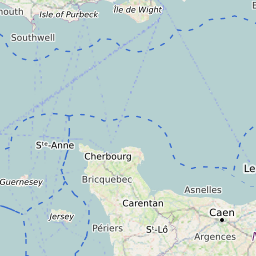 mouth
Isle of Purbeck
Île de Wight
Southwell
Sᵗᵉ-Anne
Cherbourg
Bricquebec
Guernesey
Asnelles
Le
Carentan
Jersey
Caen
Périers
St-Lô
Argences